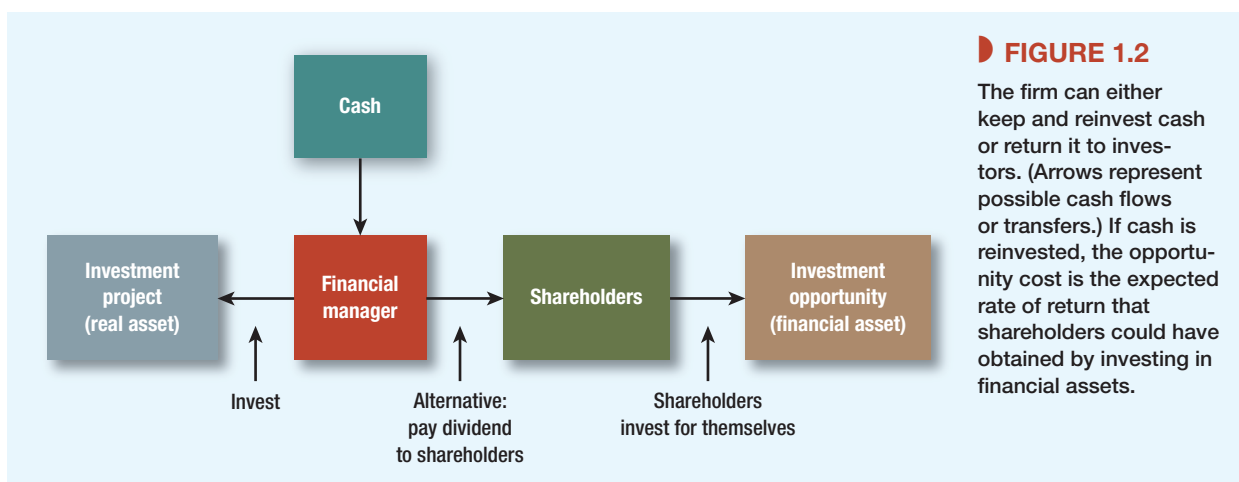 Cash
Investment
project
(real asset)
Financial
manager
Shareholders
Investment
opportunity
(financial asset)
Invest
Alternative:
pay dividend
to shareholders
Shareholders
invest for themselves
FIGURE 1.2
The firm can either
keep and reinvest cash
or return it to inves-
tors. (Arrows represent
possible cash flows
or transfers.) If cash is
reinvested, the opportu-
nity cost is the expected
rate of return that
shareholders could have
obtained by investing in
financial assets.